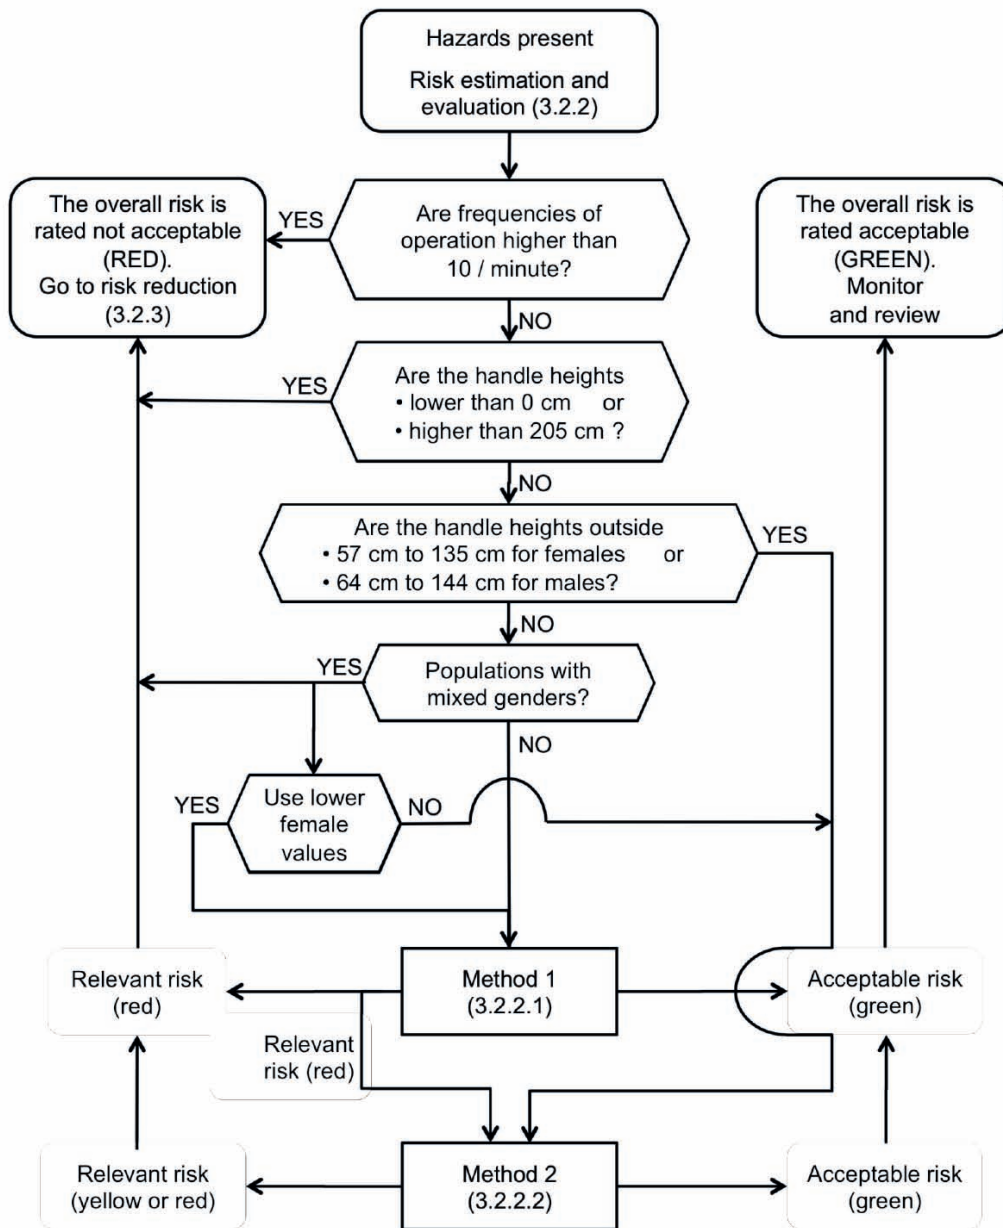 Hazards present
Risk estimation and
evaluation (3.2.2)
The overall risk is
rated not acceptable
(RED).
Go to risk reduction
(3.2.3)
YES
Are frequencies of
operation higher than
10 / minute?
The overall risk is
rated acceptable
(GREEN).
Monitor
and review
NO
YES
Are the handle heights
• lower than 0 cm or
• higher than 205 cm ?
NO
Are the handle heights outside
• 57 cm to 135 cm for females or
• 64 cm to 144 cm for males?
YES
NO
YES
Populations with
mixed genders?
NO
YES
Use lower
female
values
NO
Relevant risk
(red)
Method 1
(3.2.2.1)
Acceptable risk
(green)
Relevant
risk (red)
Relevant risk
(yellow or red)
Method 2
(3.2.2.2)
Acceptable risk
(green)